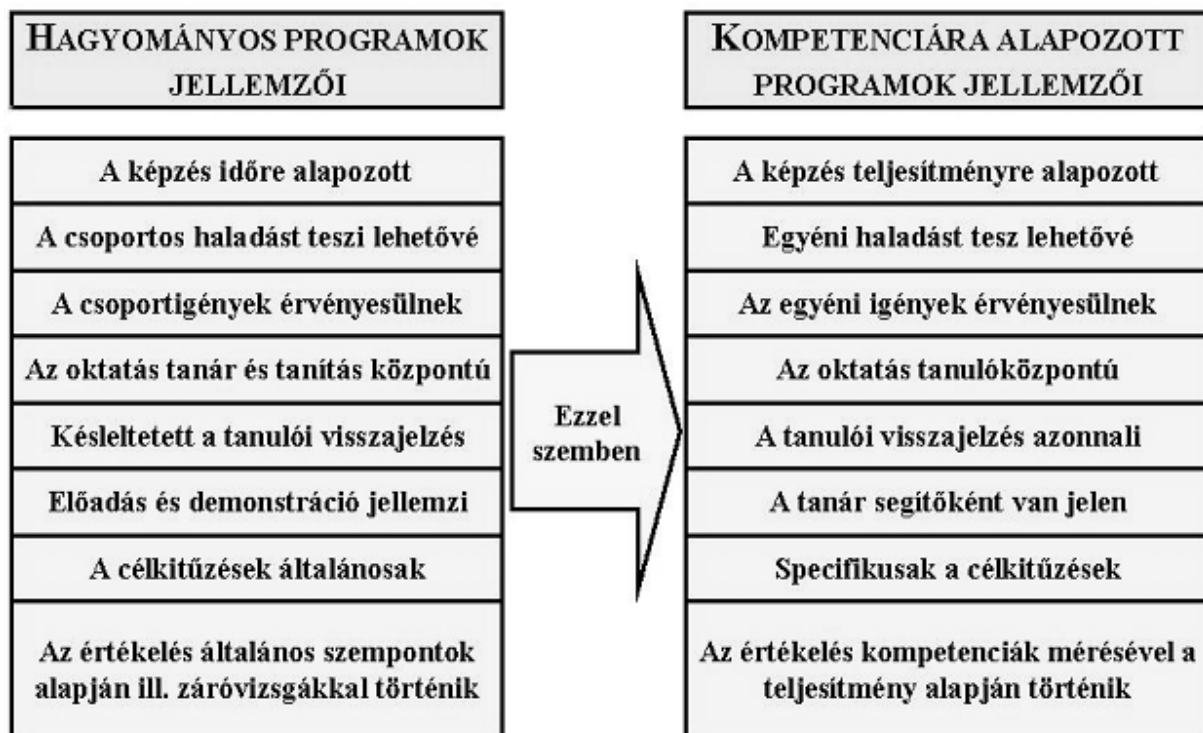 HAGYOMÁNYOS PROGRAMOK
JELLEMZŐI
A képzés időre alapozott
A csoportos haladást teszi lehetővé
A csoportigények érvényesülnek
Az oktatás tanár és tanítás központú
Késleltetett a tanulói visszajelzés
Előadás és demonstráció jellemzi
A célkitűzések általánosak
Az értékelés általános szempontok
alapján ill. záróvizsgákkal történik
Ezzel
szemben
KOMPETENCIÁRA ALAPOZOTT
PROGRAMOK JELLEMZŐI
A képzés teljesítményre alapozott
Egyéni haladást tesz lehetővé
Az egyéni igények érvényesülnek
Az oktatás tanulóközpontú
A tanulói visszajelzés azonnali
A tanár segítőként van jelen
Specifikusak a célkitűzések
Az értékelés kompetenciák mérésével a
teljesítmény alapján történik